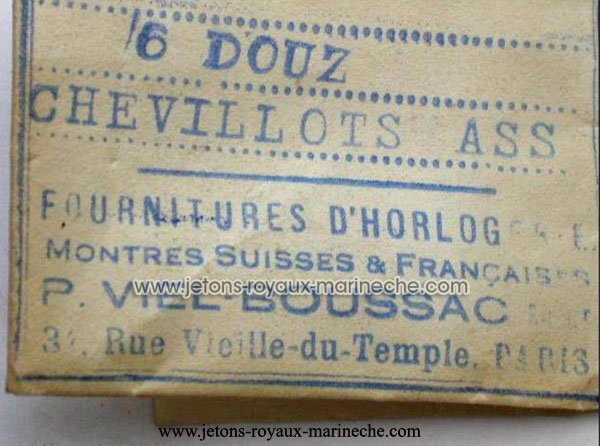 6 DOUZ
CHEVILLOTS ASS
FOURNITURES D'HORLOG
MONTRES SUISSES & FRANÇAISES
www.jetons-royaux-marineche.com
P. VIEL BOUSSAC
Rue Vieille-du-Temple, PARIS
www.jetons-royaux-marineche.com